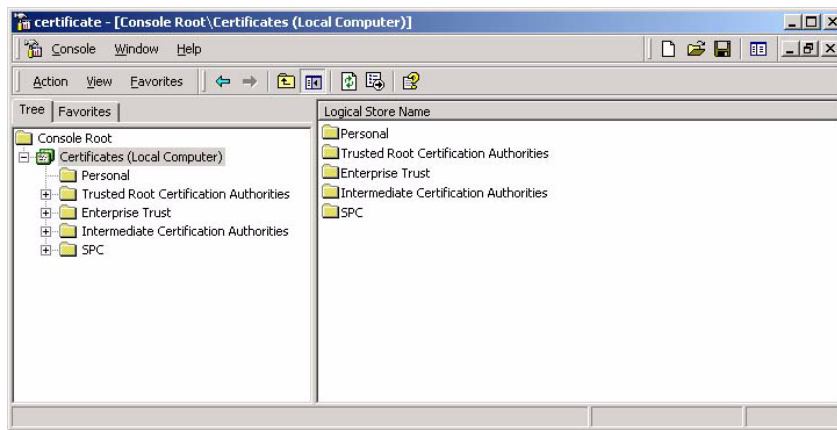 certificate - [Console Root\Certificates (Local Computer)]
Console Window Help
Action View Favorites
Tree Favorites
Console Root
Certificates (Local Computer)
Personal
Trusted Root Certification Authorities
Enterprise Trust
Intermediate Certification Authorities
SPC
Logical Store Name
Personal
Trusted Root Certification Authorities
Enterprise Trust
Intermediate Certification Authorities
SPC